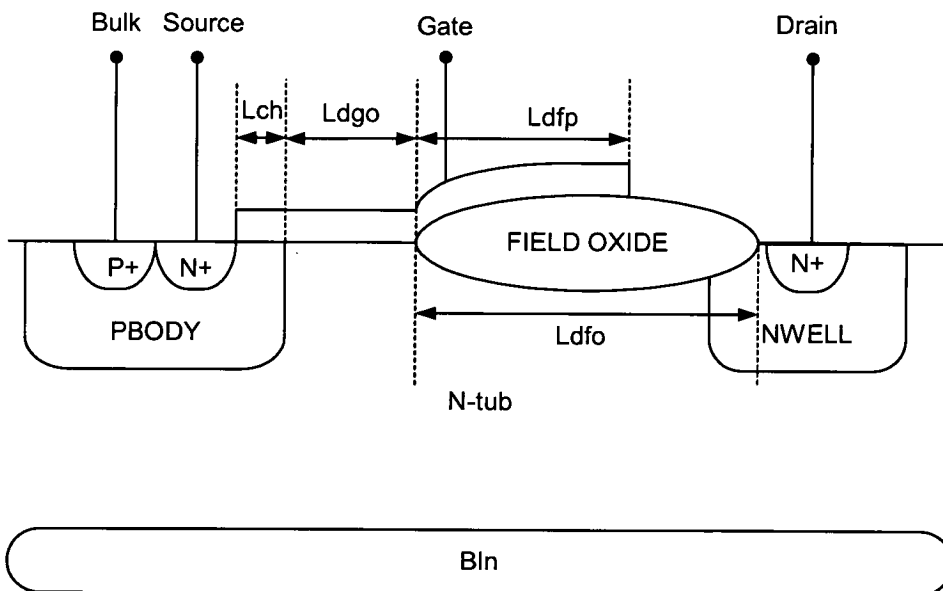 Bulk Source Gate Drain
Lch Ldgo Ldfp
P+ N+ FIELD OXIDE N+
PBODY Ldfo NWELL
N-tub
Bln